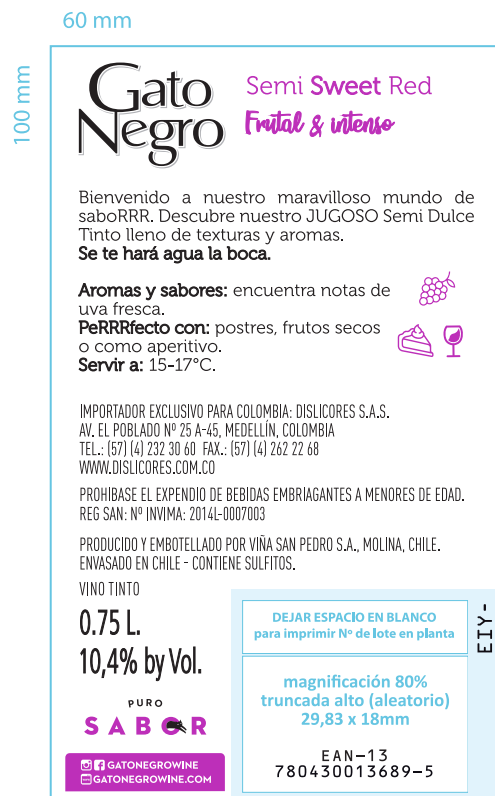 60 mm
100 mm
Gato
Negro
Semi Sweet Red
Frutal & intenso
Bienvenido a nuestro maravilloso mundo de
saboRRR. Descubre nuestro JUGOSO Semi Dulce
Tinto lleno de texturas y aromas.
Se te hará agua la boca.
Aromas y sabores: encuentra notas de
uva fresca.
PeRRRfecto con: postres, frutos secos
o como aperitivo.
Servir a: 15-17°C.
IMPORTADOR EXCLUSIVO PARA COLOMBIA: DISLICORES S.A.S.
AV. EL POBLADO Nº 25 A-45, MEDELLÍN, COLOMBIA
TEL.: (57) (4) 232 30 60 FAX.: (57) (4) 262 22 68
WWW.DISLICORES.COM.CO
PROHIBASE EL EXPENDIO DE BEBIDAS EMBRIAGANTES A MENORES DE EDAD.
REG SAN: Nº INVIMA: 2014L-0007003
PRODUCIDO Y EMBOTELLADO POR VIÑA SAN PEDRO S.A., MOLINA, CHILE.
ENVASADO EN CHILE - CONTIENE SULFITOS.
VINO TINTO
0.75 L.
10,4% by Vol.
PURO
SABOR
GATONEGROWINE
GATONEGROWINE.COM
DEJAR ESPACIO EN BLANCO
para imprimir Nº de lote en planta
EIY-
magnificación 80%
truncada alto (aleatorio)
29,83 x 18mm
EAN-13
780430013689-5